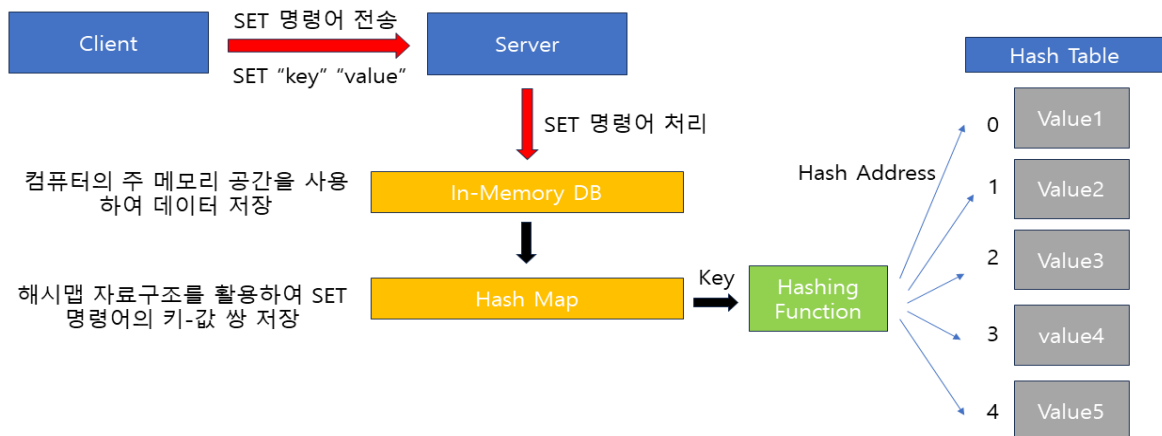 Client
SET 명령어 전송
SET “key” “value”
Server
Hash Table
SET 명령어 처리
컴퓨터의 주 메모리 공간을 사용
하여 데이터 저장
In-Memory DB
해시맵 자료구조를 활용하여 SET
명령어의 키-값 쌍 저장
Hash Map
Key
Hashing
Function
Hash Address
0 Value1
1 Value2
2 Value3
3 value4
4 Value5